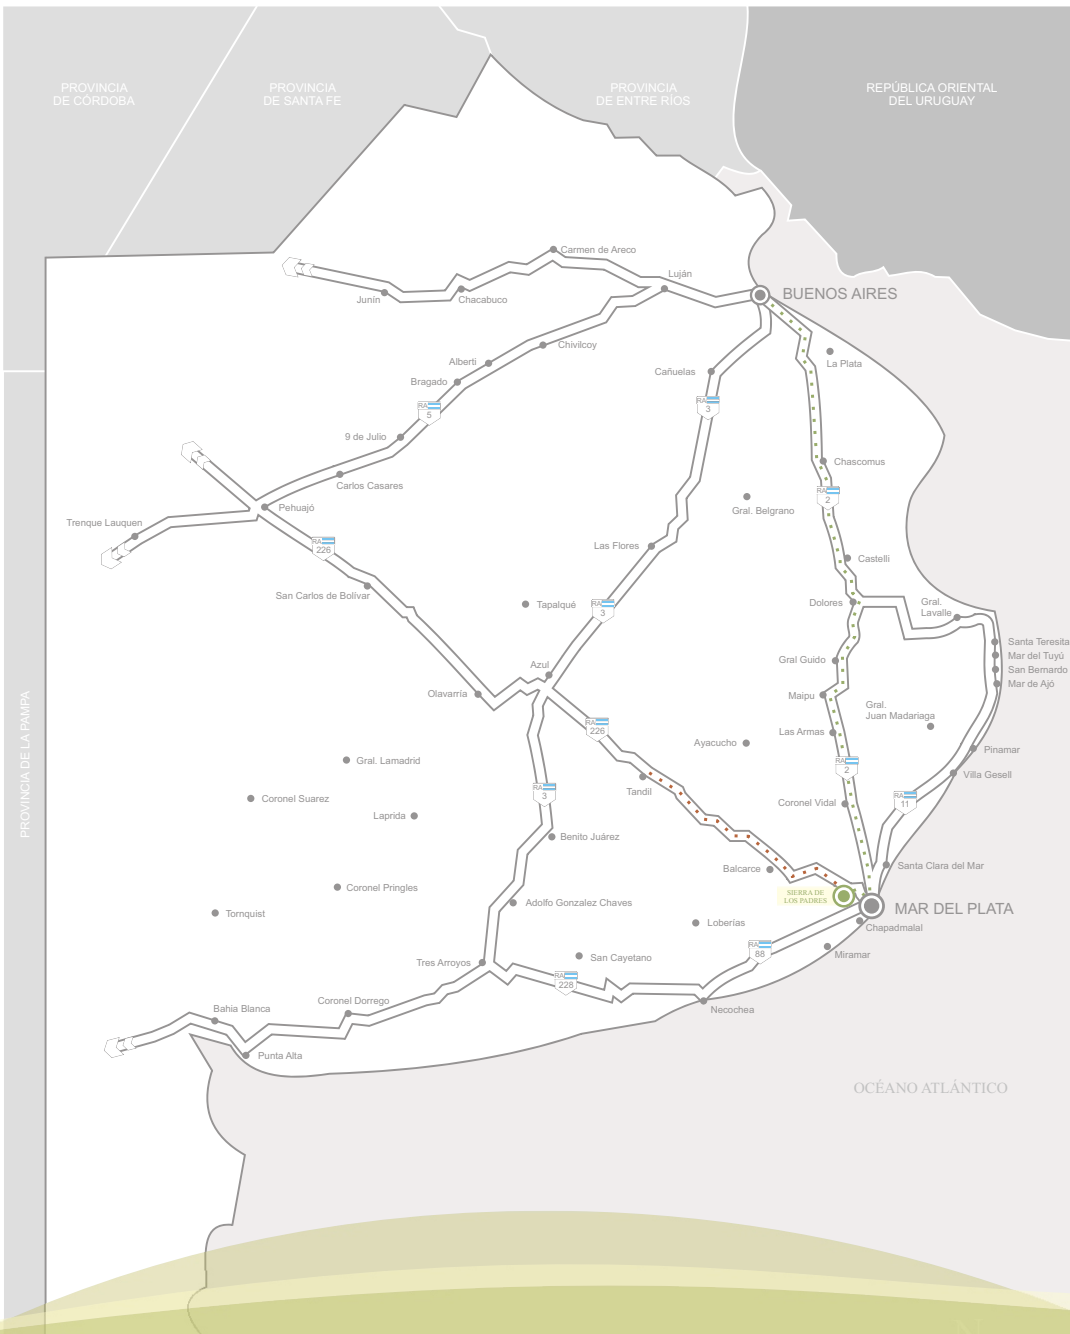 PROVINCIA
DE CÓRDOBA
PROVINCIA
DE SANTA FE
PROVINCIA
DE ENTRE RÍOS
REPÚBLICA ORIENTAL
DEL URUGUAY
Carmen de Areco
Luján
Junín
Chacabuco
BUENOS AIRES
Chivilcoy
La Plata
Alberti
Cañuelas
Bragado
RA
5
RA
3
9 de Julio
Chascomus
Carlos Casares
RA
2
Pehuajó
Gral. Belgrano
Trenque Lauquen
RA
226
Las Flores
Castelli
San Carlos de Bolívar
Tapalqué
RA
3
Dolores
Gral.
Lavalle
Santa Teresita
Mar del Tuyú
San Bernardo
Mar de Ajó
Azul
Gral Guido
Olavarría
Maipu
Gral.
Juan Madariaga
RA
226
Las Armas
Ayacucho
Pinamar
PROVINCIA DE LA PAMPA
Gral. Lamadrid
RA
2
Villa Gesell
Tandil
Coronel Suarez
RA
3
Coronel Vidal
RA
11
Laprida
Benito Juárez
Santa Clara del Mar
Balcarce
Coronel Pringles
SIERRA DE
LOS PADRES
Adolfo Gonzalez Chaves
MAR DEL PLATA
Tornquist
Loberías
Chapadmalal
RA
88
Miramar
San Cayetano
Tres Arroyos
RA
228
Coronel Dorrego
Bahia Blanca
Necochea
Punta Alta
OCÉANO ATLÁNTICO
N